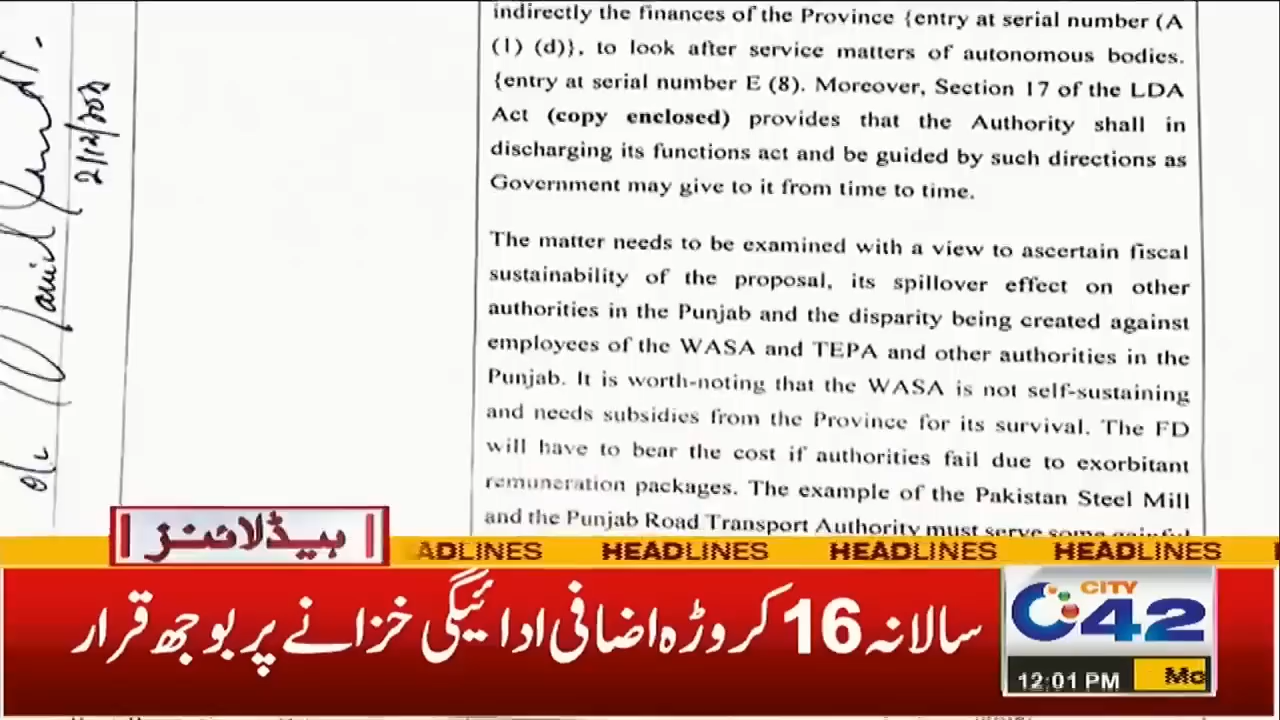 indirectly the finances of the Province {entry at serial number (A
(1) (d)}, to look after service matters of autonomous bodies.
{entry at serial number E (8). Moreover, Section 17 of the LDA
Act (copy enclosed) provides that the Authority shall in
discharging its functions act and be guided by such directions as
Government may give to it from time to time.
The matter needs to be examined with a view to ascertain fiscal
sustainability of the proposal, its spillover effect on other
authorities in the Punjab and the disparity being created against
employees of the WASA and TEPA and other authorities in the
Punjab. It is worth-noting that the WASA is not self-sustaining
and needs subsidies from the Province for its survival. The FD
will have to bear the cost if authorities fail due to exorbitant
remuneration packages. The example of the Pakistan Steel Mill
and the Punjab Road Transport Authority must serve some
ہیڈلائنز
ADLINES HEADLINES HEADLINES HEADLINES
سالانہ 16 کروڑہ اضافی ادائیگی خزانے پر بوجھ قرار
CITY
42
12:01 PM
Mo